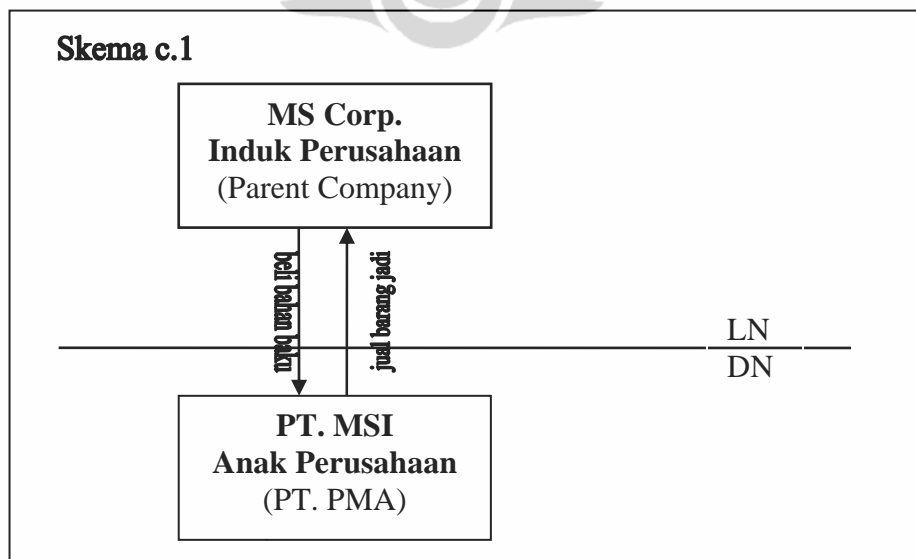 Skema c.1
MS Corp.
Induk Perusahaan
(Parent Company)
beli bahan baku
jual barang jadi
LN
DN
PT. MSI
Anak Perusahaan
(PT. PMA)